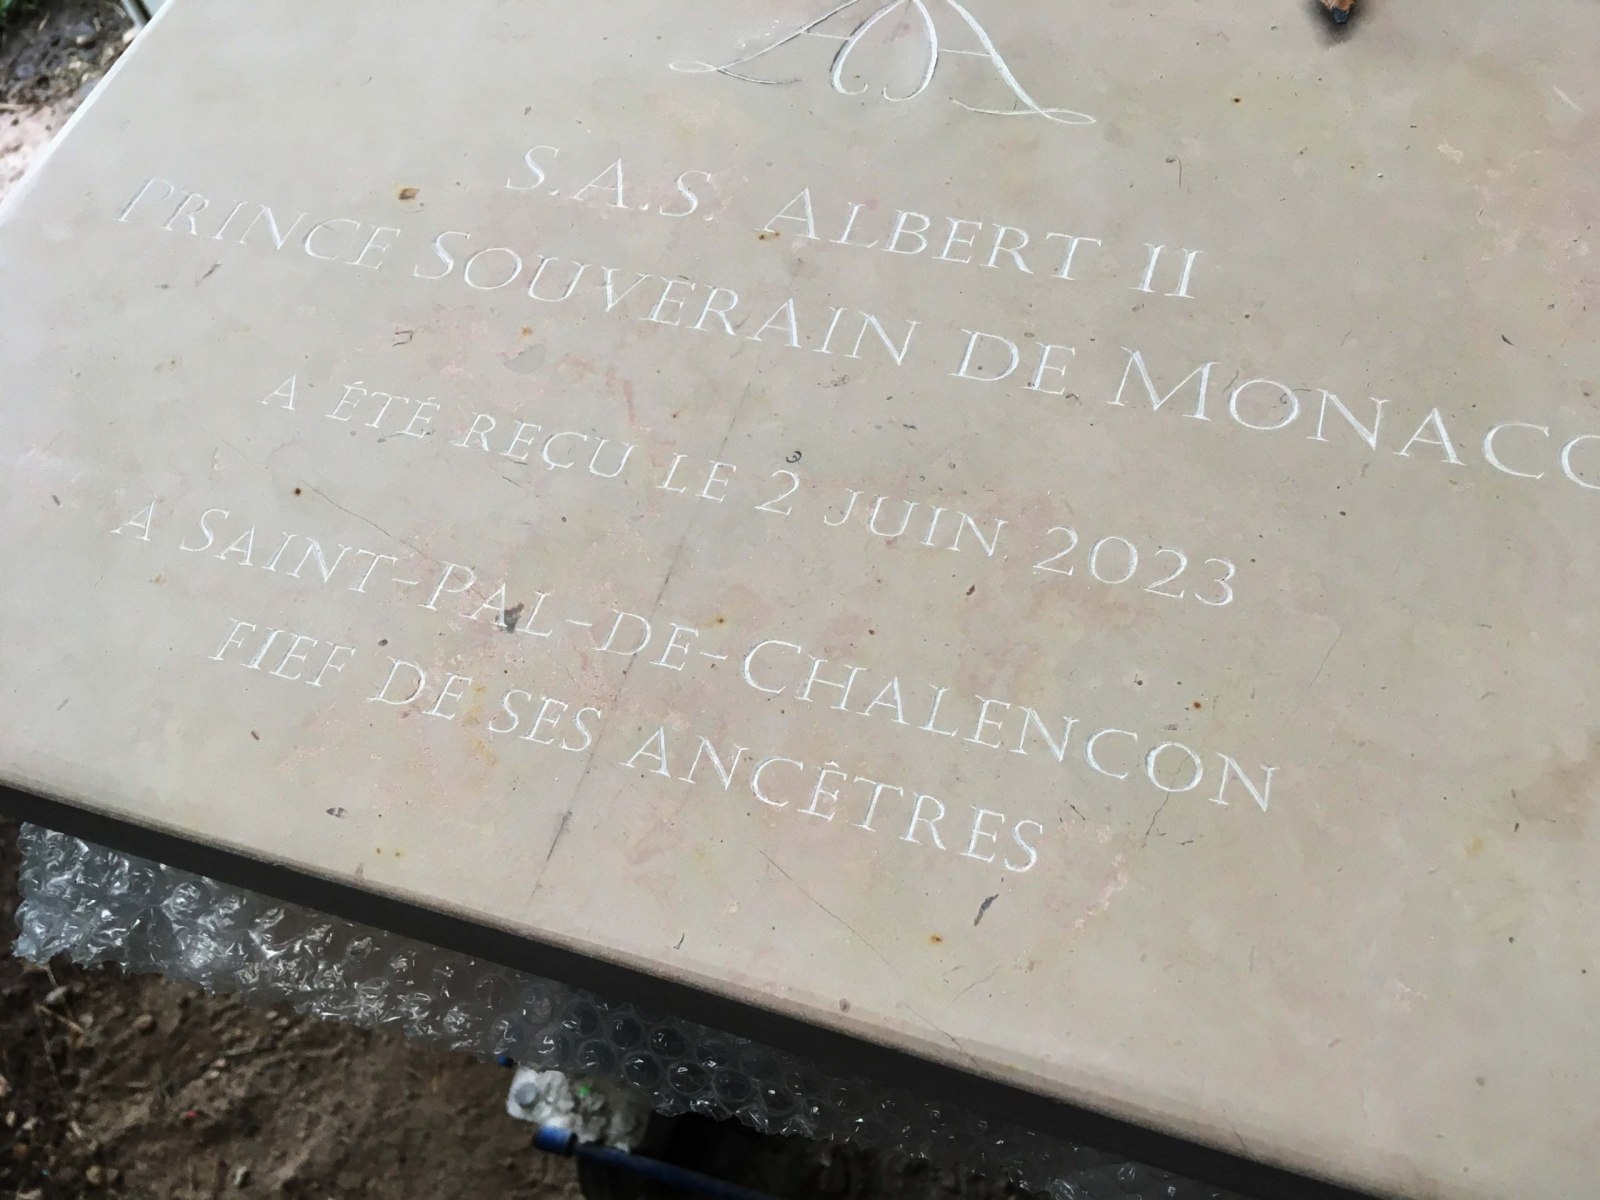 S.A.S. ALBERT II
PRINCE SOUVERAIN DE MONACO
A ÉTÉ REÇU LE 2 JUIN 2023
A SAINT-PAL-DE-CHALENCON
FIEF DE SES ANCÊTRES